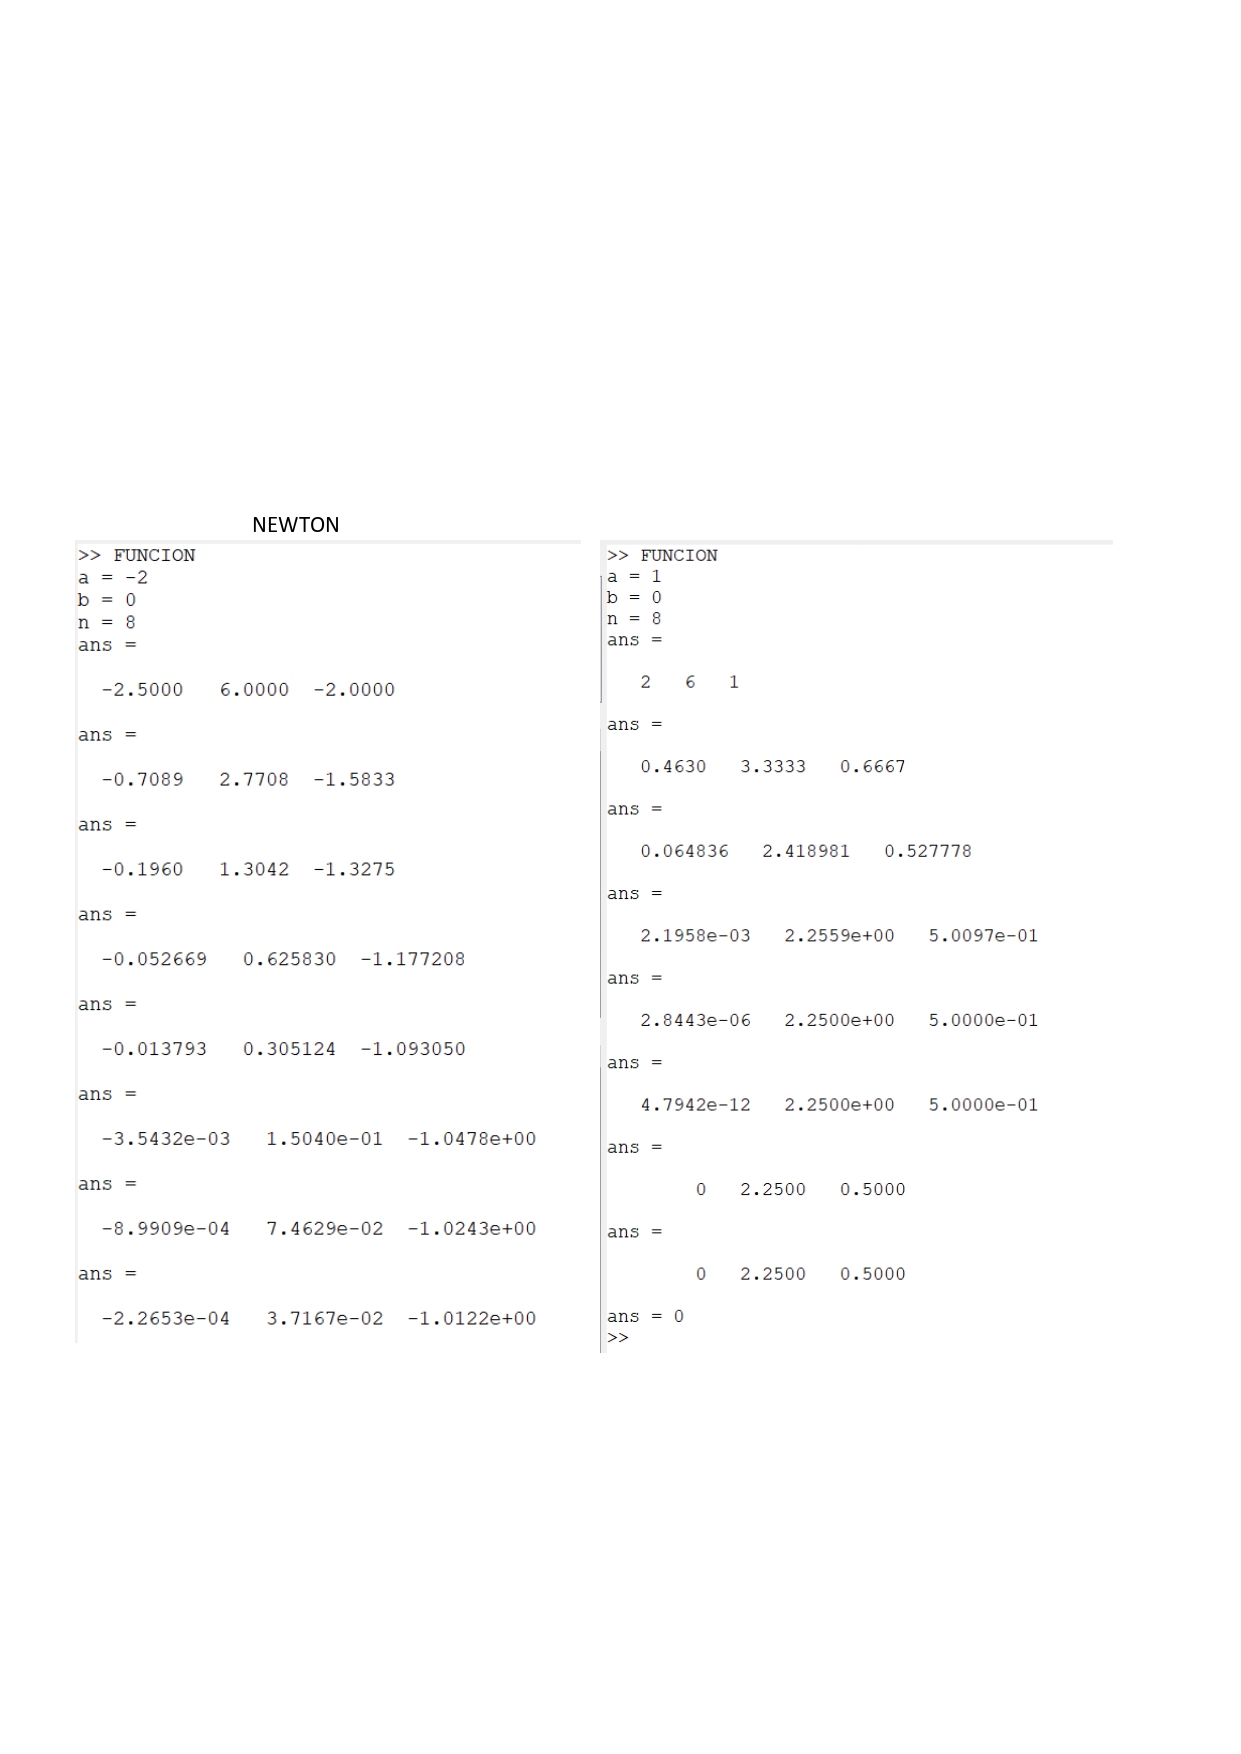 NEWTON
>> FUNCION
a = -2
b = 0
n = 8
ans =
-2.5000 6.0000 -2.0000
ans =
-0.7089 2.7708 -1.5833
ans =
-0.1960 1.3042 -1.3275
ans =
-0.052669 0.625830 -1.177208
ans =
-0.013793 0.305124 -1.093050
ans =
-3.5432e-03 1.5040e-01 -1.0478e+00
ans =
-8.9909e-04 7.4629e-02 -1.0243e+00
ans =
-2.2653e-04 3.7167e-02 -1.0122e+00
>> FUNCION
a = 1
b = 0
n = 8
ans =
2 6 1
ans =
0.4630 3.3333 0.6667
ans =
0.064836 2.418981 0.527778
ans =
2.1958e-03 2.2559e+00 5.0097e-01
ans =
2.8443e-06 2.2500e+00 5.0000e-01
ans =
4.7942e-12 2.2500e+00 5.0000e-01
ans =
0 2.2500 0.5000
ans =
0 2.2500 0.5000
ans = 0
>>